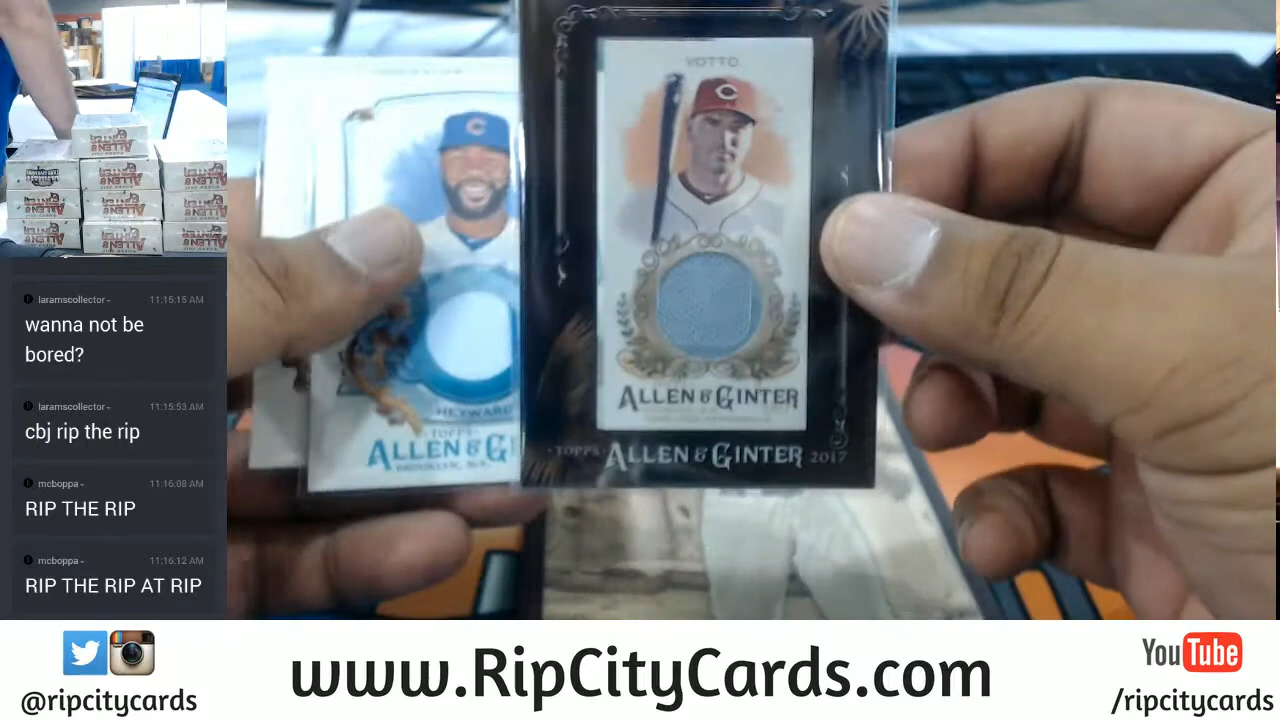 laramscollector- 11:15:15 AM
wanna not be
bored?
laramscollector- 11:15:53 AM
cbj rip the rip
mcboppa- 11:16:08 AM
RIP THE RIP
mcboppa- 11:16:12 AM
RIP THE RIP AT RIP
VOTTO
ALLEN & GINTER
· TOPPS · ALLEN & GINTER 2017
C
C
HEYWARD
· TOPPS ·
ALLEN & GI
@ripcitycards
www.RipCityCards.com
YouTube
/ripcitycards